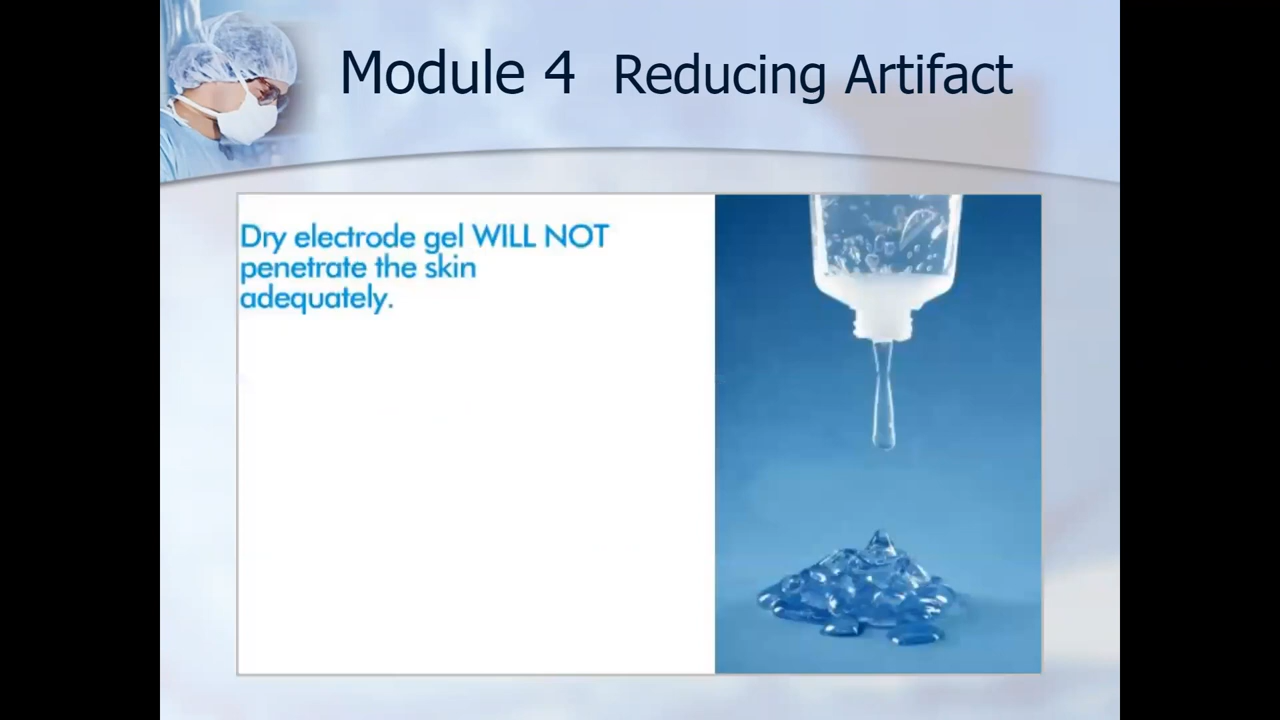 Module 4 Reducing Artifact
Dry electrode gel WILL NOT
penetrate the skin
adequately.